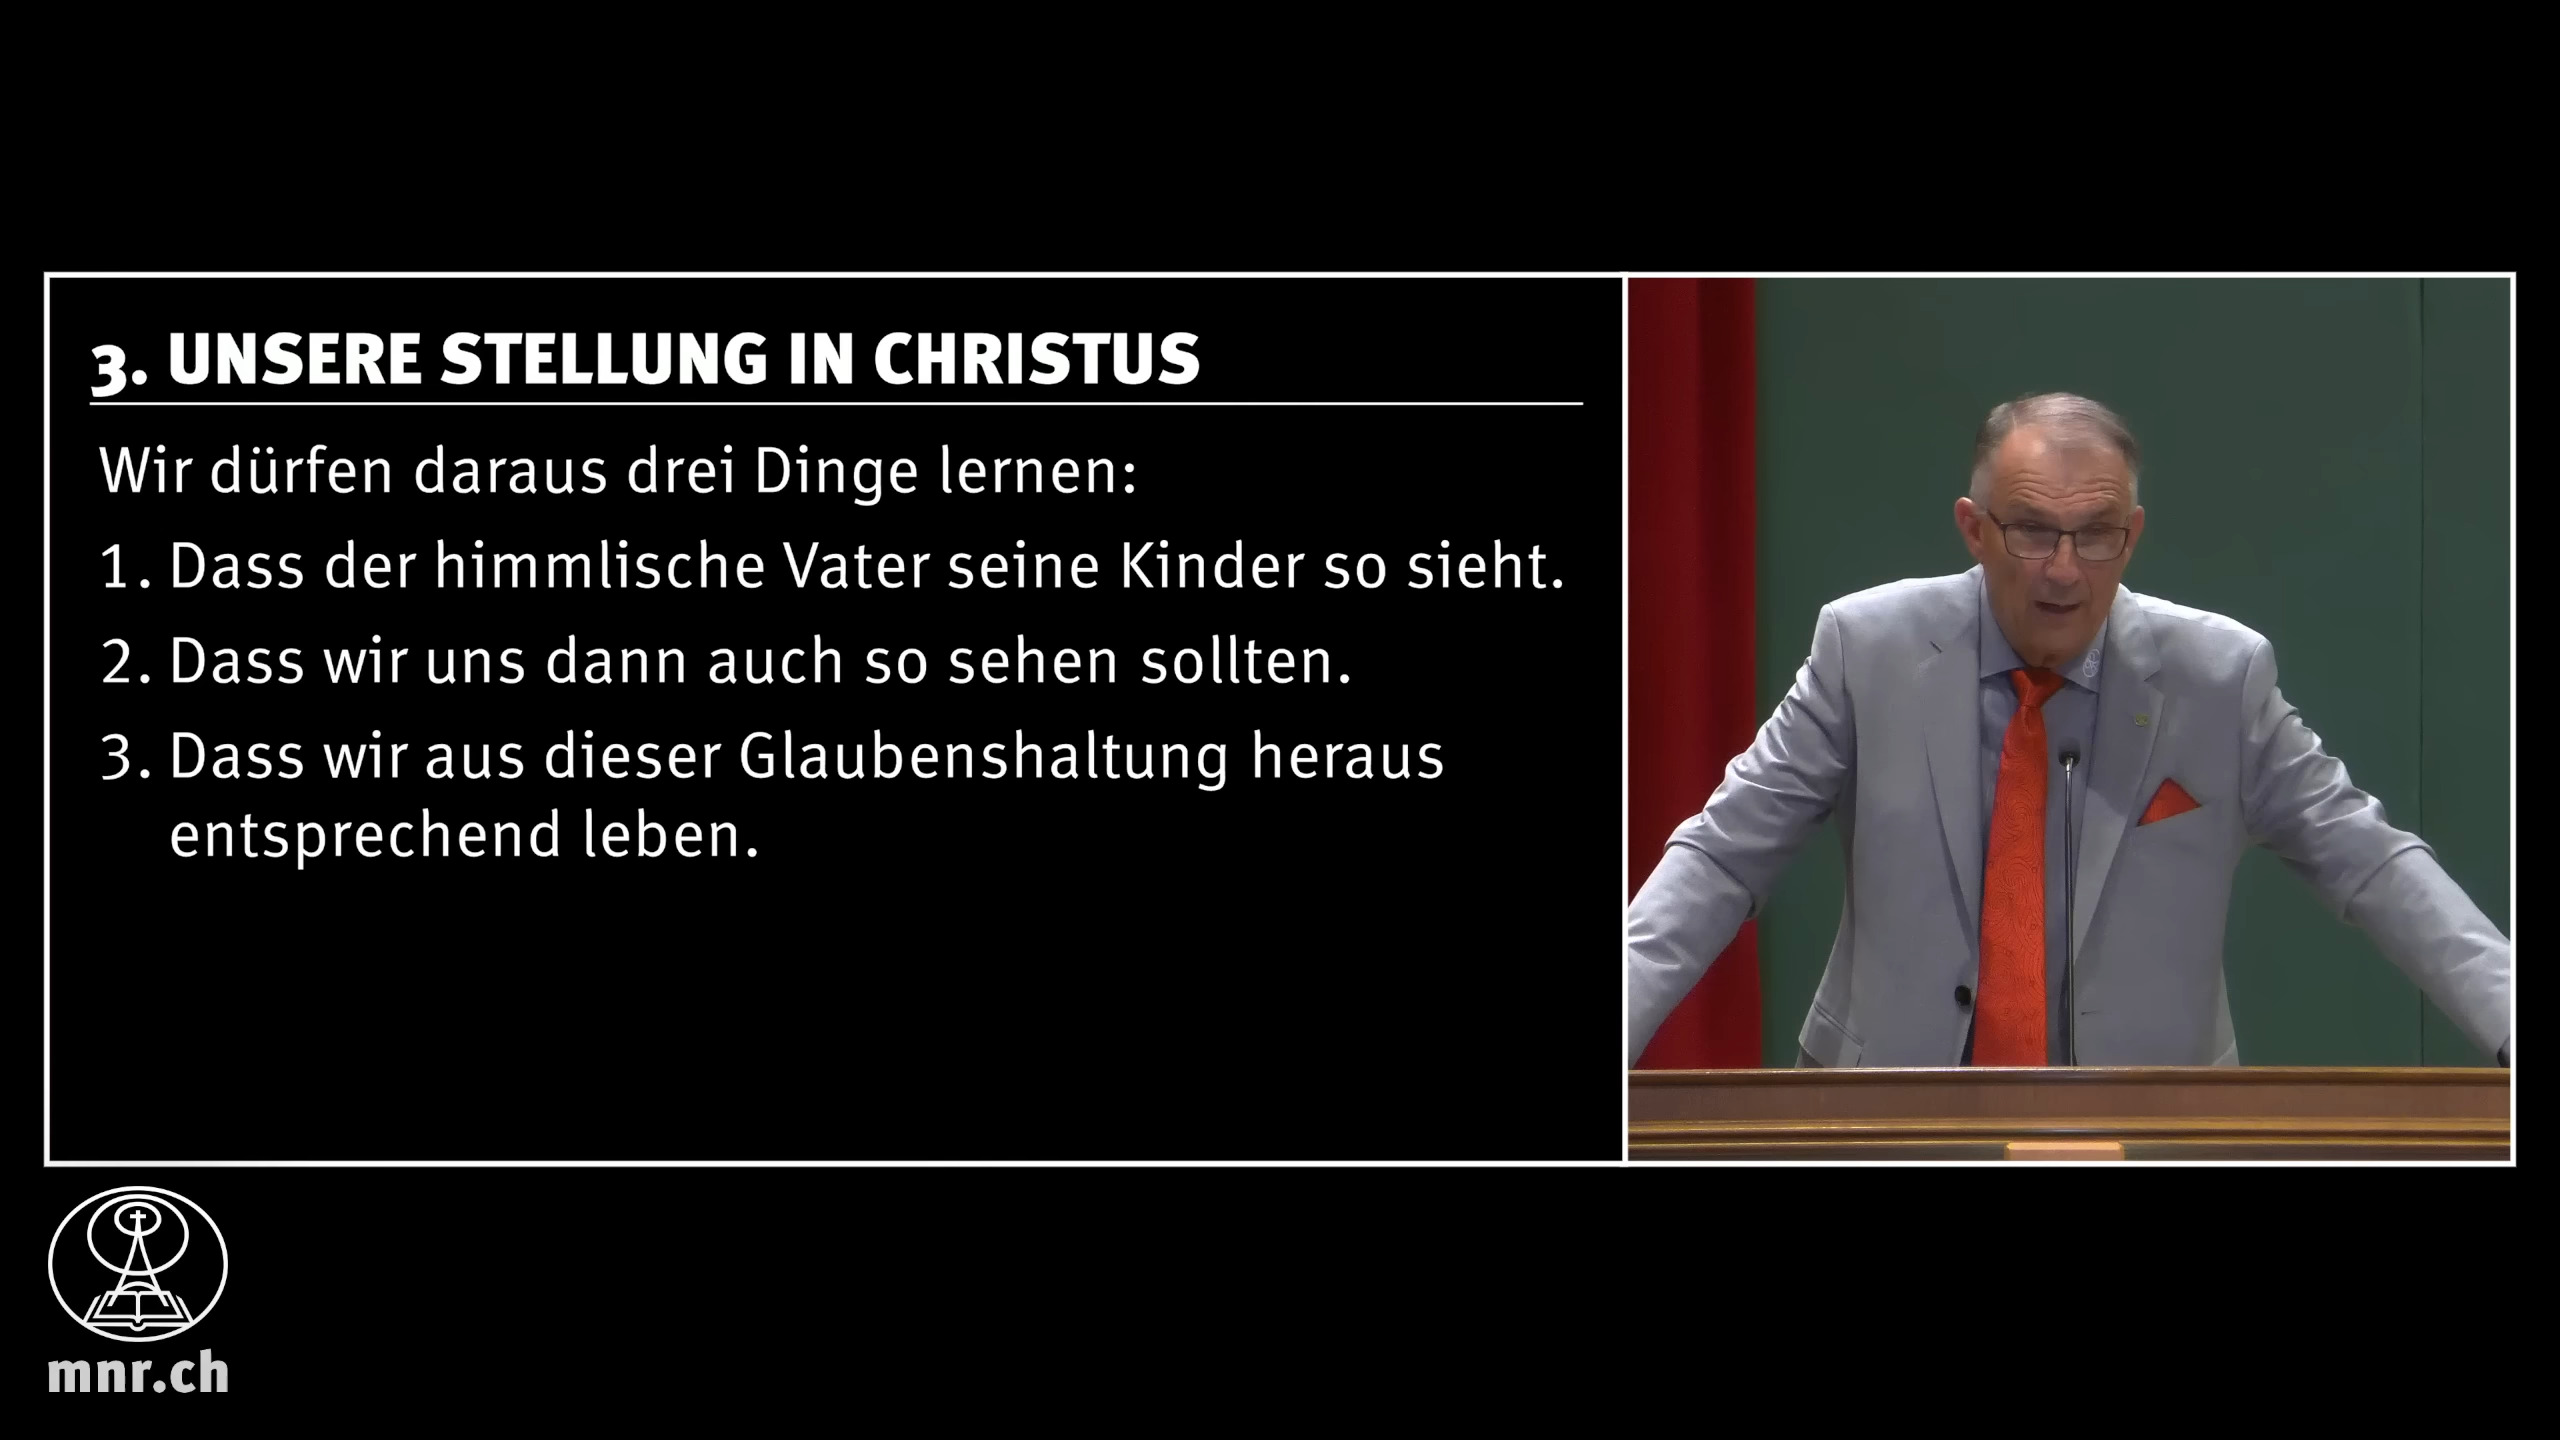 3. UNSERE STELLUNG IN CHRISTUS
Wir dürfen daraus drei Dinge lernen:
1. Dass der himmlische Vater seine Kinder so sieht.
2. Dass wir uns dann auch so sehen sollten.
3. Dass wir aus dieser Glaubenshaltung heraus
entsprechend leben.
mnr.ch